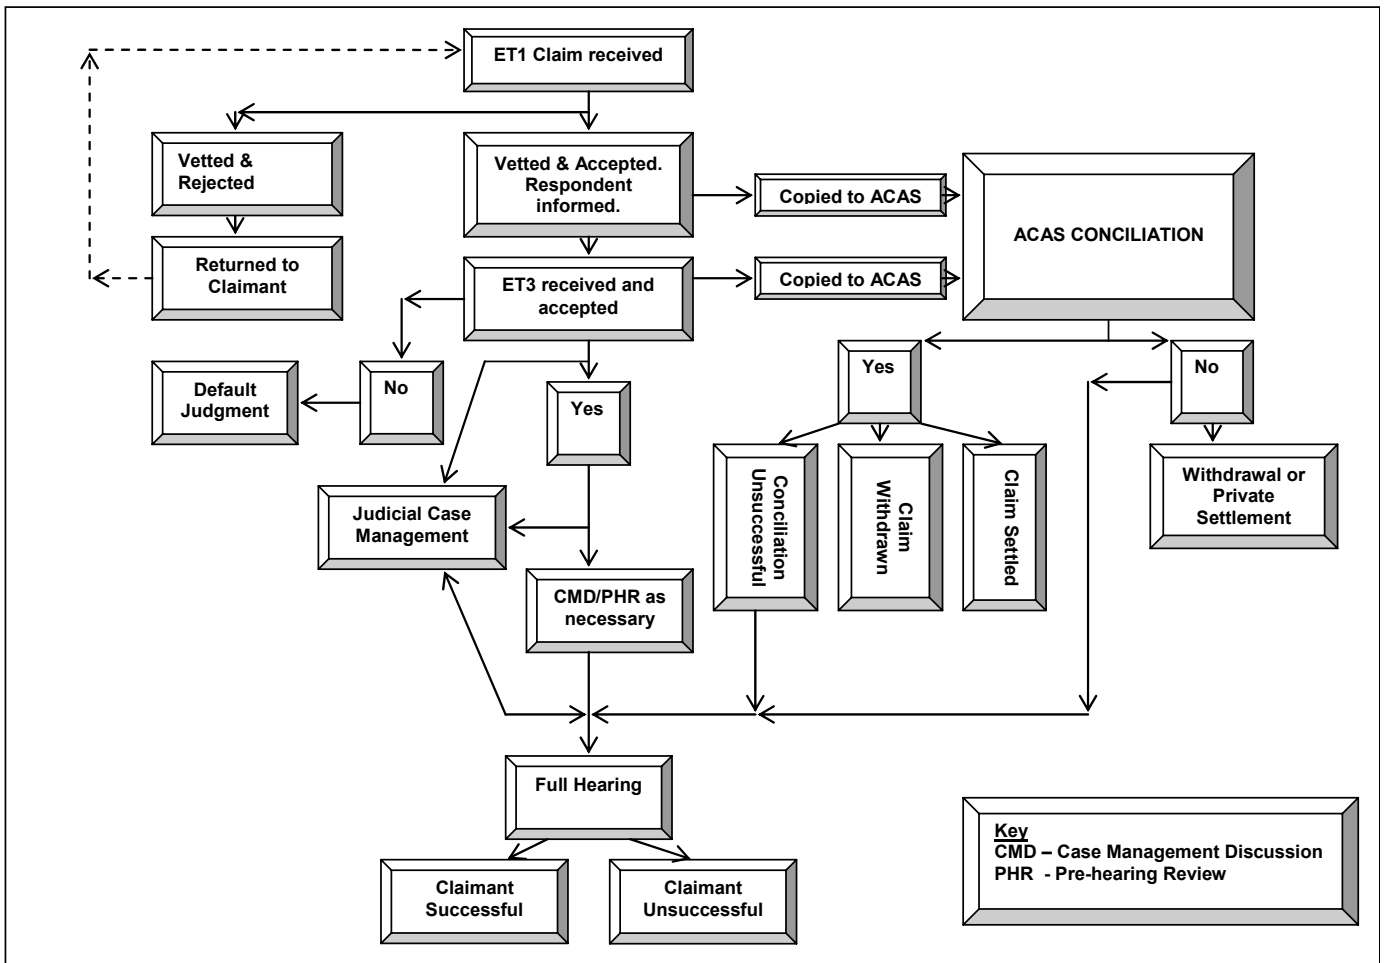 ET1 Claim received
Vetted &
Rejected
Vetted & Accepted.
Respondent
informed.
Copied to ACAS
ACAS CONCILIATION
Returned to
Claimant
ET3 received and
accepted
Copied to ACAS
Default
Judgment
No
Yes
Yes
No
Judicial Case
Management
CMD/PHR as
necessary
Conciliation
Unsuccessful
Claim
Withdrawn
Claim Settled
Withdrawal or
Private
Settlement
Full Hearing
Claimant
Successful
Claimant
Unsuccessful
Key
CMD – Case Management Discussion
PHR - Pre-hearing Review